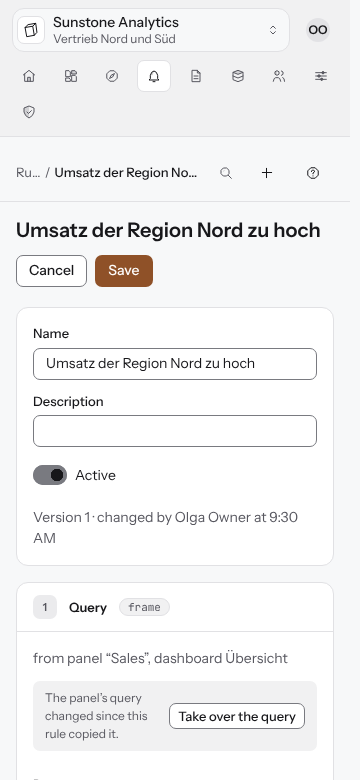 Sunstone Analytics
Vertrieb Nord und Süd
OO
Ru... / Umsatz der Region No...
Umsatz der Region Nord zu hoch
Cancel
Save
Name
Umsatz der Region Nord zu hoch
Description
Active
Version 1 · changed by Olga Owner at 9:30
AM
1 Query frame
from panel “Sales”, dashboard Übersicht
The panel’s query
changed since this
rule copied it.
Take over the query